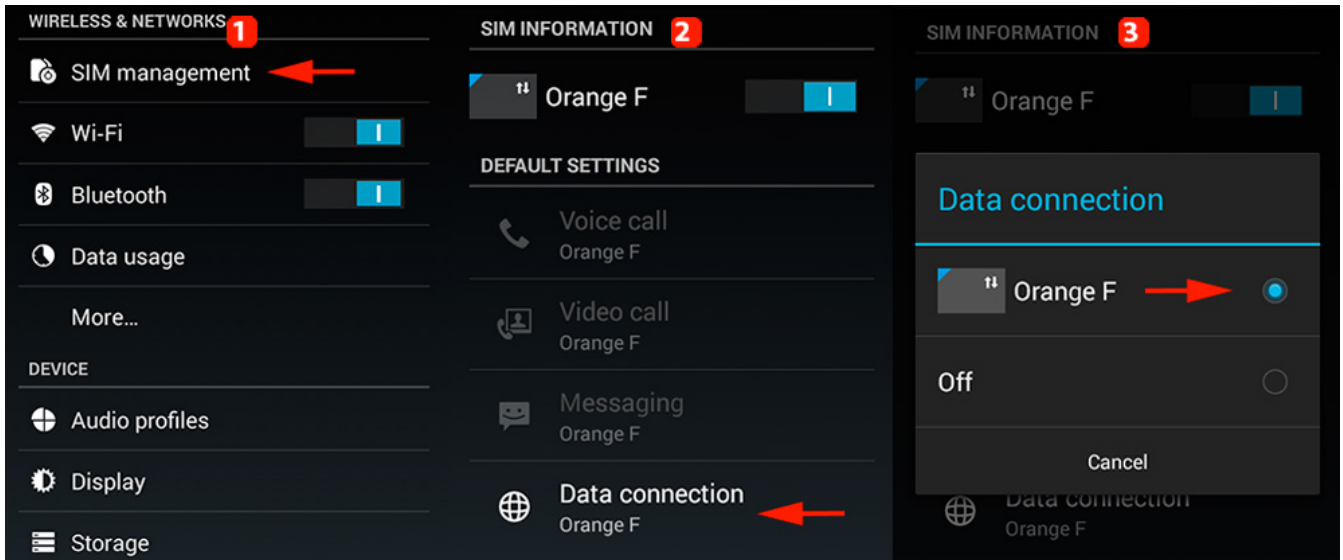 WIRELESS & NETWORKS 1
SIM management
Wi-Fi
Bluetooth
Data usage
More...
DEVICE
Audio profiles
Display
Storage
SIM INFORMATION 2
Orange F
DEFAULT SETTINGS
Voice call
Orange F
Video call
Orange F
Messaging
Orange F
Data connection
Orange F
SIM INFORMATION 3
Orange F
Data connection
Orange F
Off
Cancel
Data connection
Orange F